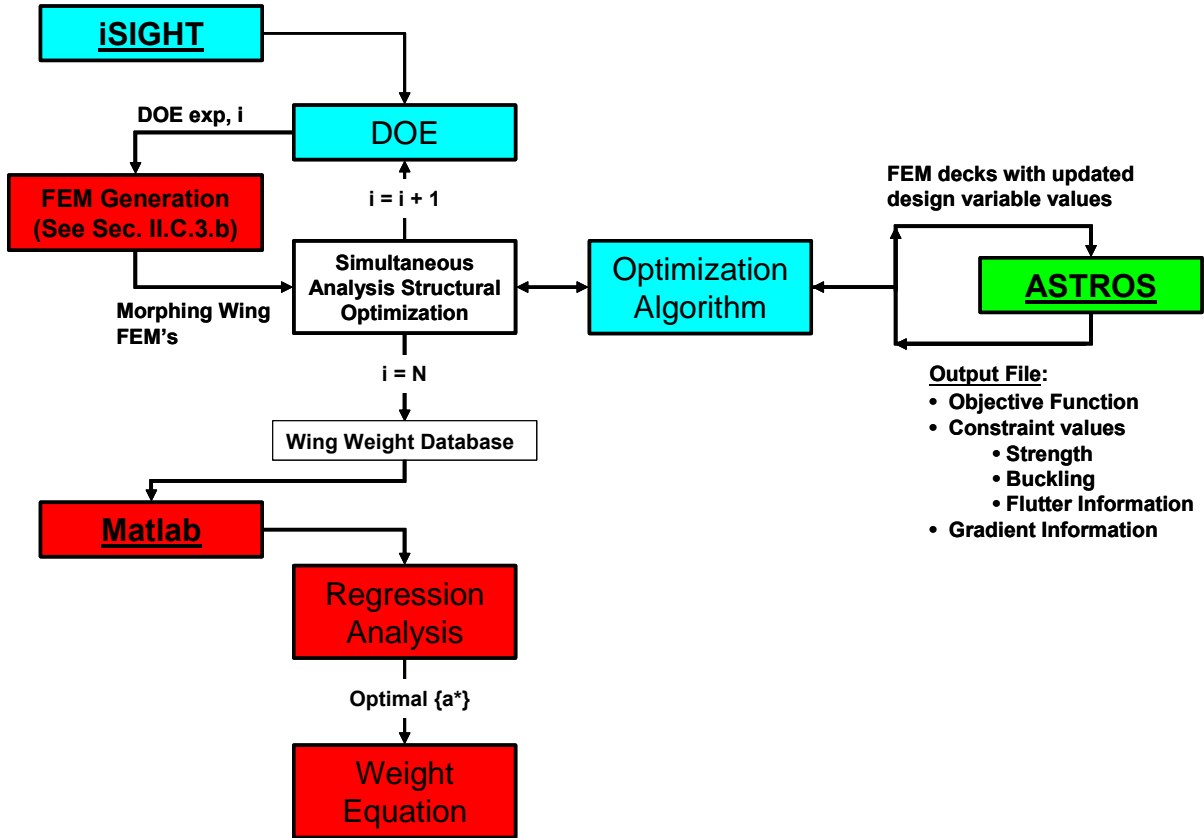 iSIGHT
DOE exp, i
DOE
FEM Generation
(See Sec. II.C.3.b)
i = i + 1
FEM decks with updated
design variable values
Simultaneous
Analysis Structural
Optimization
Optimization
Algorithm
ASTROS
Morphing Wing
FEM's
i = N
Output File:
• Objective Function
• Constraint values
• Strength
• Buckling
• Flutter Information
• Gradient Information
Wing Weight Database
Matlab
Regression
Analysis
Optimal {a*}
Weight
Equation